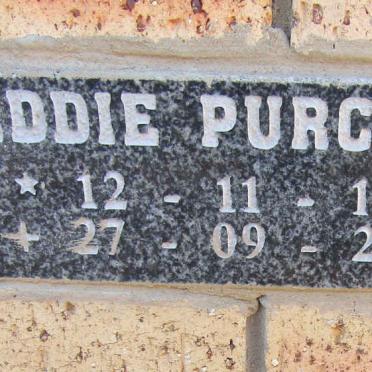 DDIE PURC
12 - 11 - 1
27 - 09 - 2